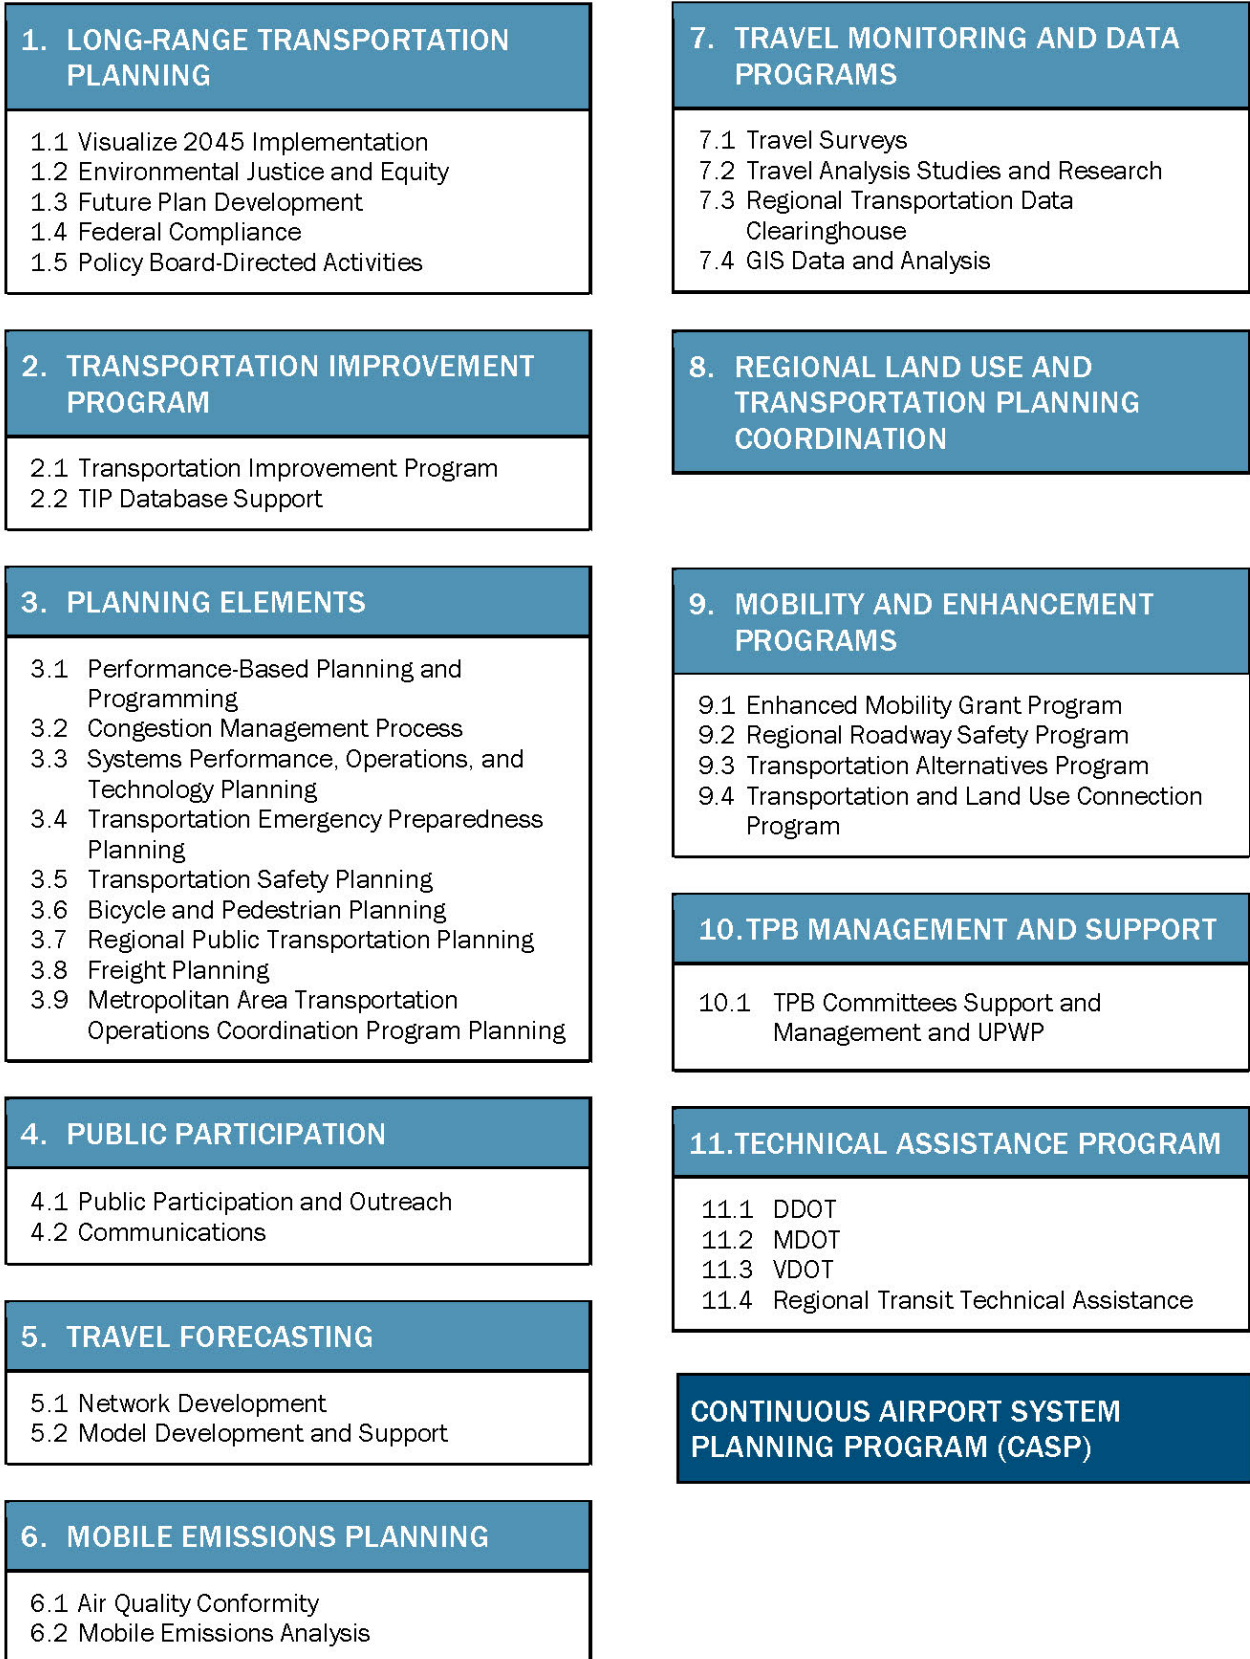 1. LONG-RANGE TRANSPORTATION
PLANNING
1.1 Visualize 2045 Implementation
1.2 Environmental Justice and Equity
1.3 Future Plan Development
1.4 Federal Compliance
1.5 Policy Board-Directed Activities
2. TRANSPORTATION IMPROVEMENT
PROGRAM
2.1 Transportation Improvement Program
2.2 TIP Database Support
3. PLANNING ELEMENTS
3.1 Performance-Based Planning and
Programming
3.2 Congestion Management Process
3.3 Systems Performance, Operations, and
Technology Planning
3.4 Transportation Emergency Preparedness
Planning
3.5 Transportation Safety Planning
3.6 Bicycle and Pedestrian Planning
3.7 Regional Public Transportation Planning
3.8 Freight Planning
3.9 Metropolitan Area Transportation
Operations Coordination Program Planning
4. PUBLIC PARTICIPATION
4.1 Public Participation and Outreach
4.2 Communications
5. TRAVEL FORECASTING
5.1 Network Development
5.2 Model Development and Support
6. MOBILE EMISSIONS PLANNING
6.1 Air Quality Conformity
6.2 Mobile Emissions Analysis
7. TRAVEL MONITORING AND DATA
PROGRAMS
7.1 Travel Surveys
7.2 Travel Analysis Studies and Research
7.3 Regional Transportation Data
Clearinghouse
7.4 GIS Data and Analysis
8. REGIONAL LAND USE AND
TRANSPORTATION PLANNING
COORDINATION
9. MOBILITY AND ENHANCEMENT
PROGRAMS
9.1 Enhanced Mobility Grant Program
9.2 Regional Roadway Safety Program
9.3 Transportation Alternatives Program
9.4 Transportation and Land Use Connection
Program
10. TPB MANAGEMENT AND SUPPORT
10.1 TPB Committees Support and
Management and UPWP
11. TECHNICAL ASSISTANCE PROGRAM
11.1 DDOT
11.2 MDOT
11.3 VDOT
11.4 Regional Transit Technical Assistance
CONTINUOUS AIRPORT SYSTEM
PLANNING PROGRAM (CASP)